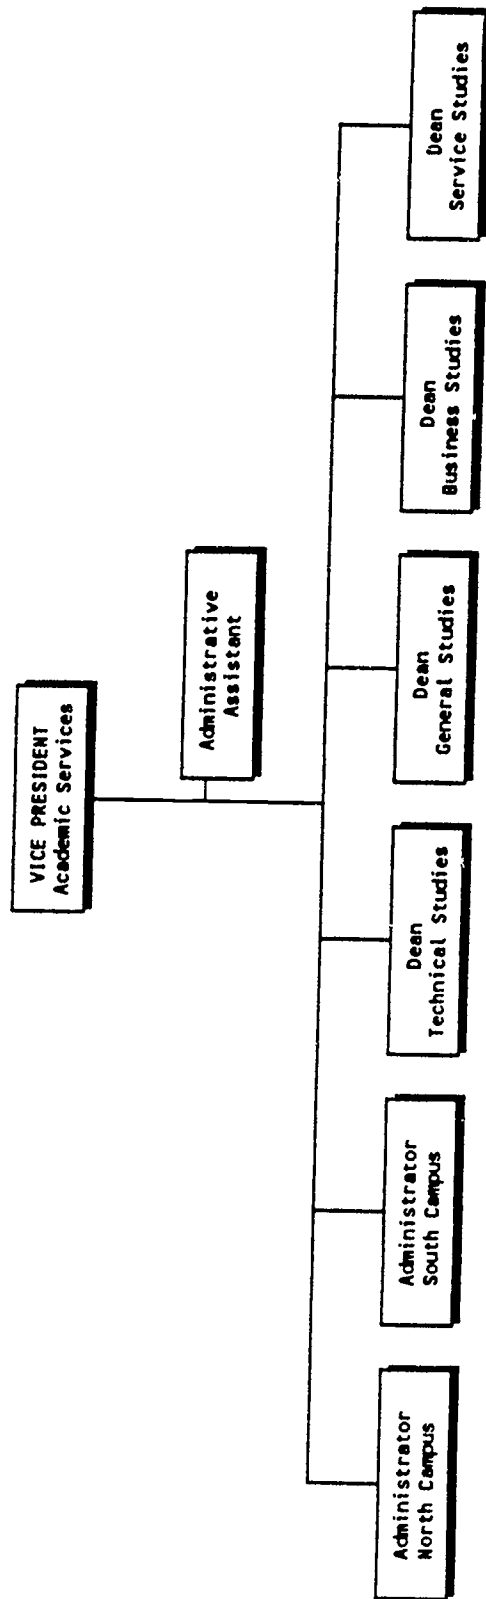 VICE PRESIDENT
Academic Services
Administrative
Assistant
Administrator
North Campus
Administrator
South Campus
Dean
Technical Studies
Dean
General Studies
Dean
Business Studies
Dean
Service Studies